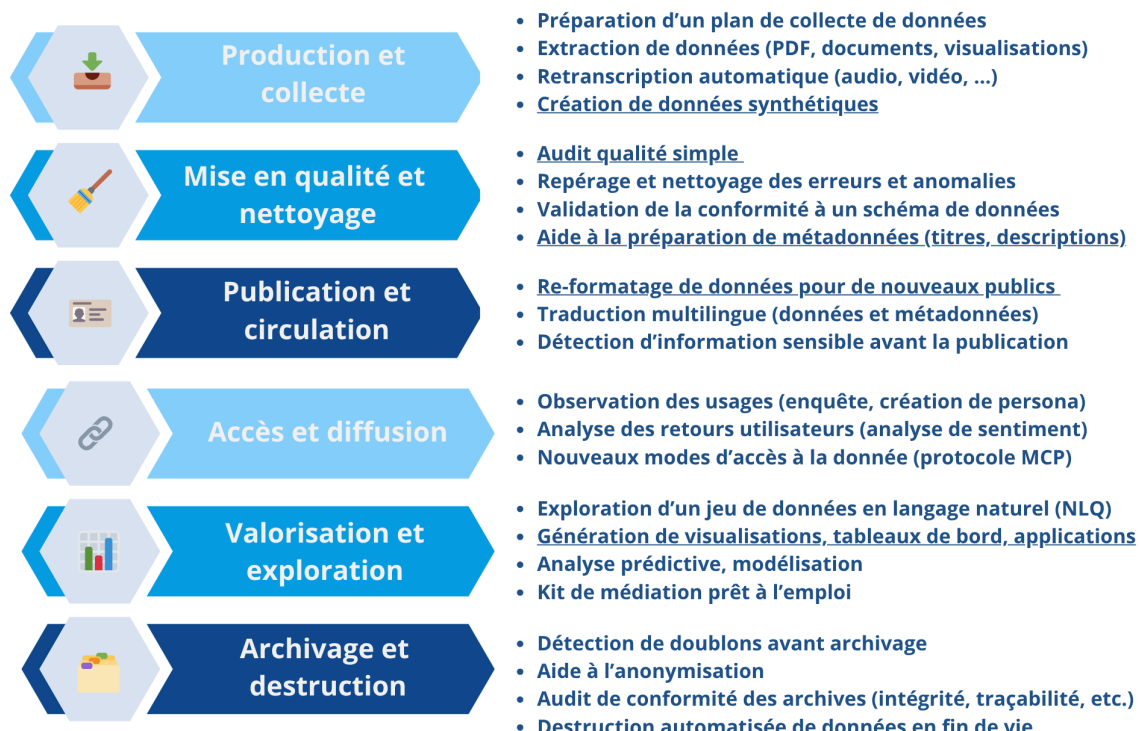 Production et
collecte
• Préparation d’un plan de collecte de données
• Extraction de données (PDF, documents, visualisations)
• Retranscription automatique (audio, vidéo, ...)
• Création de données synthétiques
Mise en qualité et
nettoyage
• Audit qualité simple
• Repérage et nettoyage des erreurs et anomalies
• Validation de la conformité à un schéma de données
• Aide à la préparation de métadonnées (titres, descriptions)
Publication et
circulation
• Re-formatage de données pour de nouveaux publics
• Traduction multilingue (données et métadonnées)
• Détection d’information sensible avant la publication
Accès et diffusion
• Observation des usages (enquête, création de persona)
• Analyse des retours utilisateurs (analyse de sentiment)
• Nouveaux modes d’accès à la donnée (protocole MCP)
Valorisation et
exploration
• Exploration d’un jeu de données en langage naturel (NLQ)
• Génération de visualisations, tableaux de bord, applications
• Analyse prédictive, modélisation
• Kit de médiation prêt à l’emploi
Archivage et
destruction
• Détection de doublons avant archivage
• Aide à l’anonymisation
• Audit de conformité des archives (intégrité, traçabilité, etc.)
• Destruction automatisée de données en fin de vie